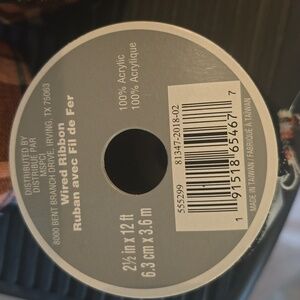 DISTRIBUTED BY
DISTRIBUÉ PAR
MSPCI
8000 BENT BRANCH DRIVE, IRVING, TX 75063
Wired Ribbon
Ruban avec Fil de Fer
100% Acrylic
100% Acrylique
2½ in x 12 ft
6.3 cm x 3.6 m
555299 81347-2018-02
1 91518 65467 7
MADE IN TAIWAN / FABRIQUÉ À TAIWAN